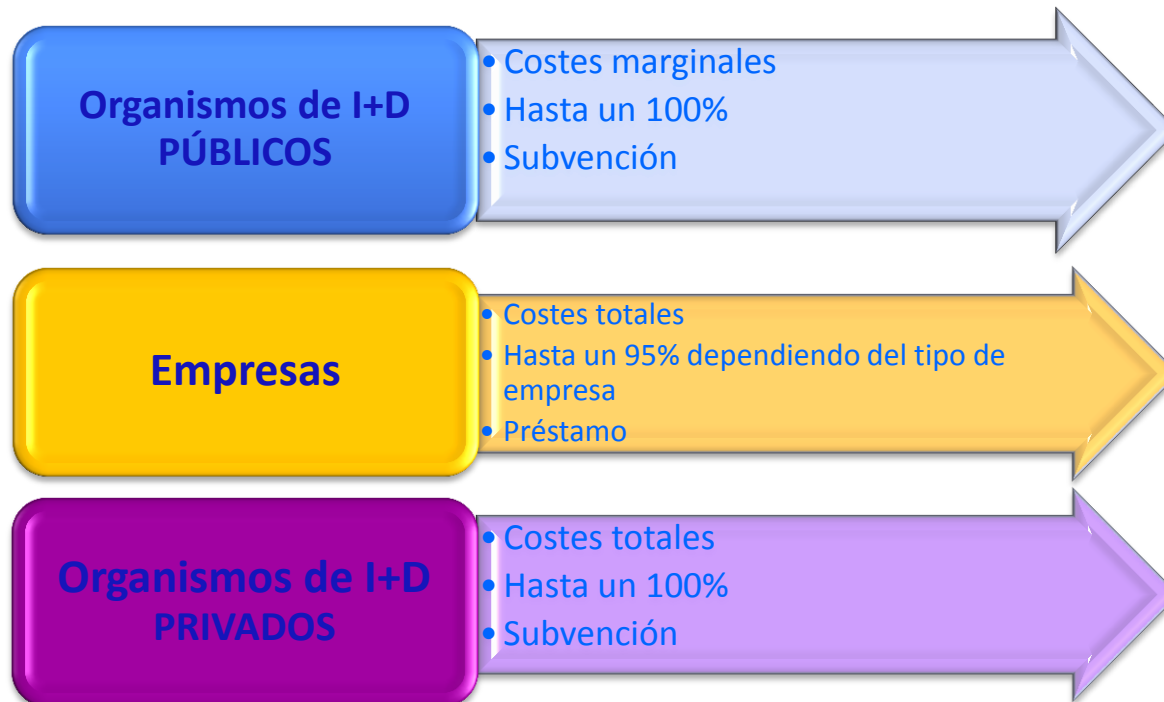 Organismos de I+D
PÚBLICOS
• Costes marginales
• Hasta un 100%
• Subvención
Empresas
• Costes totales
• Hasta un 95% dependiendo del tipo de
empresa
• Préstamo
Organismos de I+D
PRIVADOS
• Costes totales
• Hasta un 100%
• Subvención